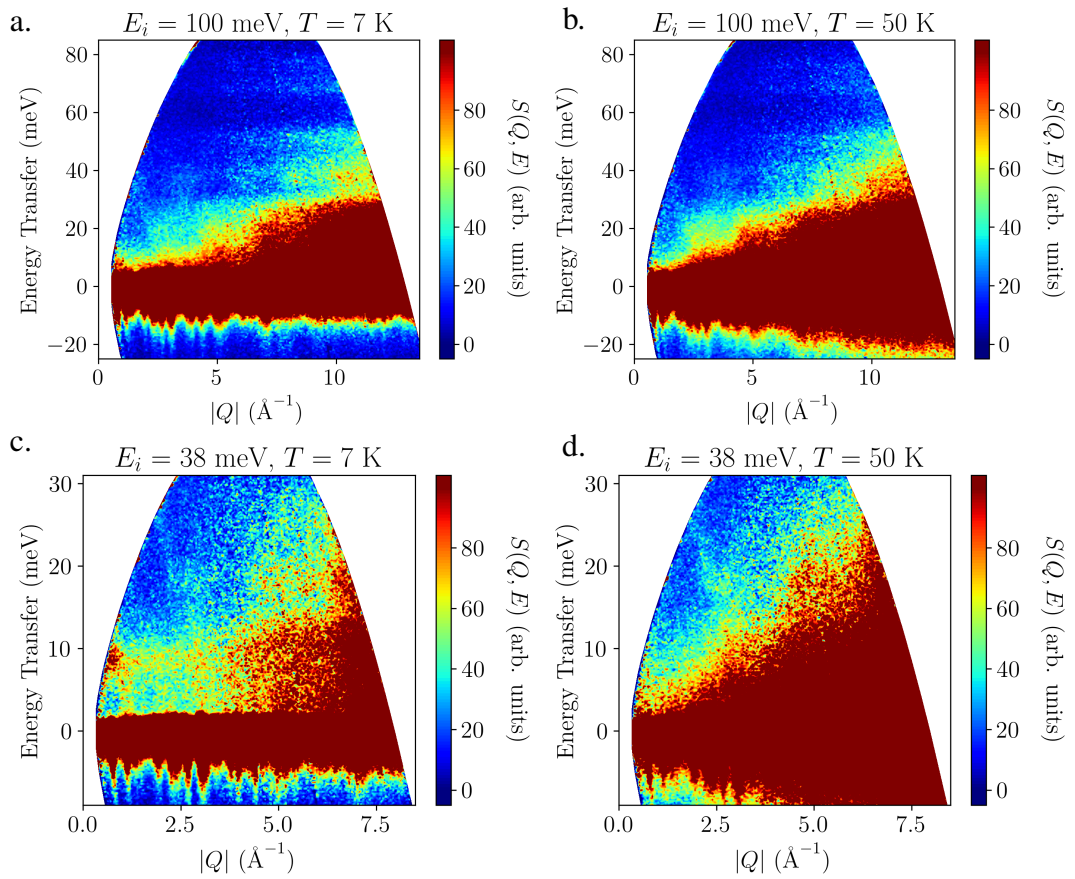 a.
E_i = 100 meV, T = 7 K
Energy Transfer (meV)
80
60
40
20
0
−20
0
5
10
|Q| (Å⁻¹)
80
60
40
20
0
S(Q, E) (arb. units)
b.
E_i = 100 meV, T = 50 K
Energy Transfer (meV)
80
60
40
20
0
−20
0
5
10
|Q| (Å⁻¹)
80
60
40
20
0
S(Q, E) (arb. units)
c.
E_i = 38 meV, T = 7 K
Energy Transfer (meV)
30
20
10
0
0.0
2.5
5.0
7.5
|Q| (Å⁻¹)
80
60
40
20
0
S(Q, E) (arb. units)
d.
E_i = 38 meV, T = 50 K
Energy Transfer (meV)
30
20
10
0
0.0
2.5
5.0
7.5
|Q| (Å⁻¹)
80
60
40
20
0
S(Q, E) (arb. units)